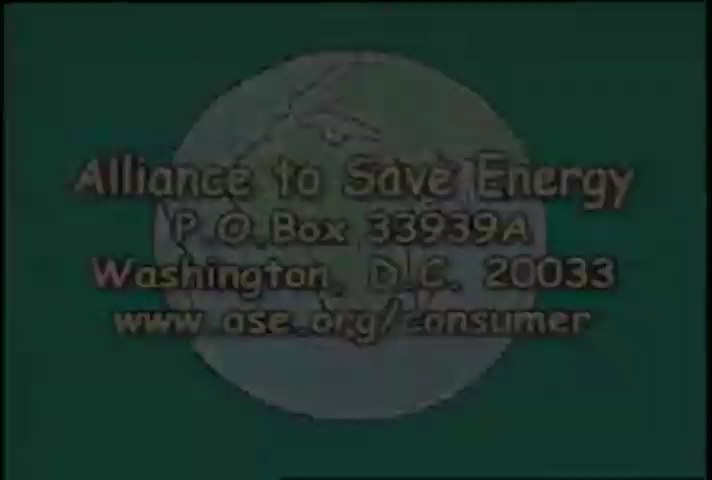 Alliance to Save Energy
P.O.Box 33939A
Washington, D.C. 20033
www.ase.org/consumer